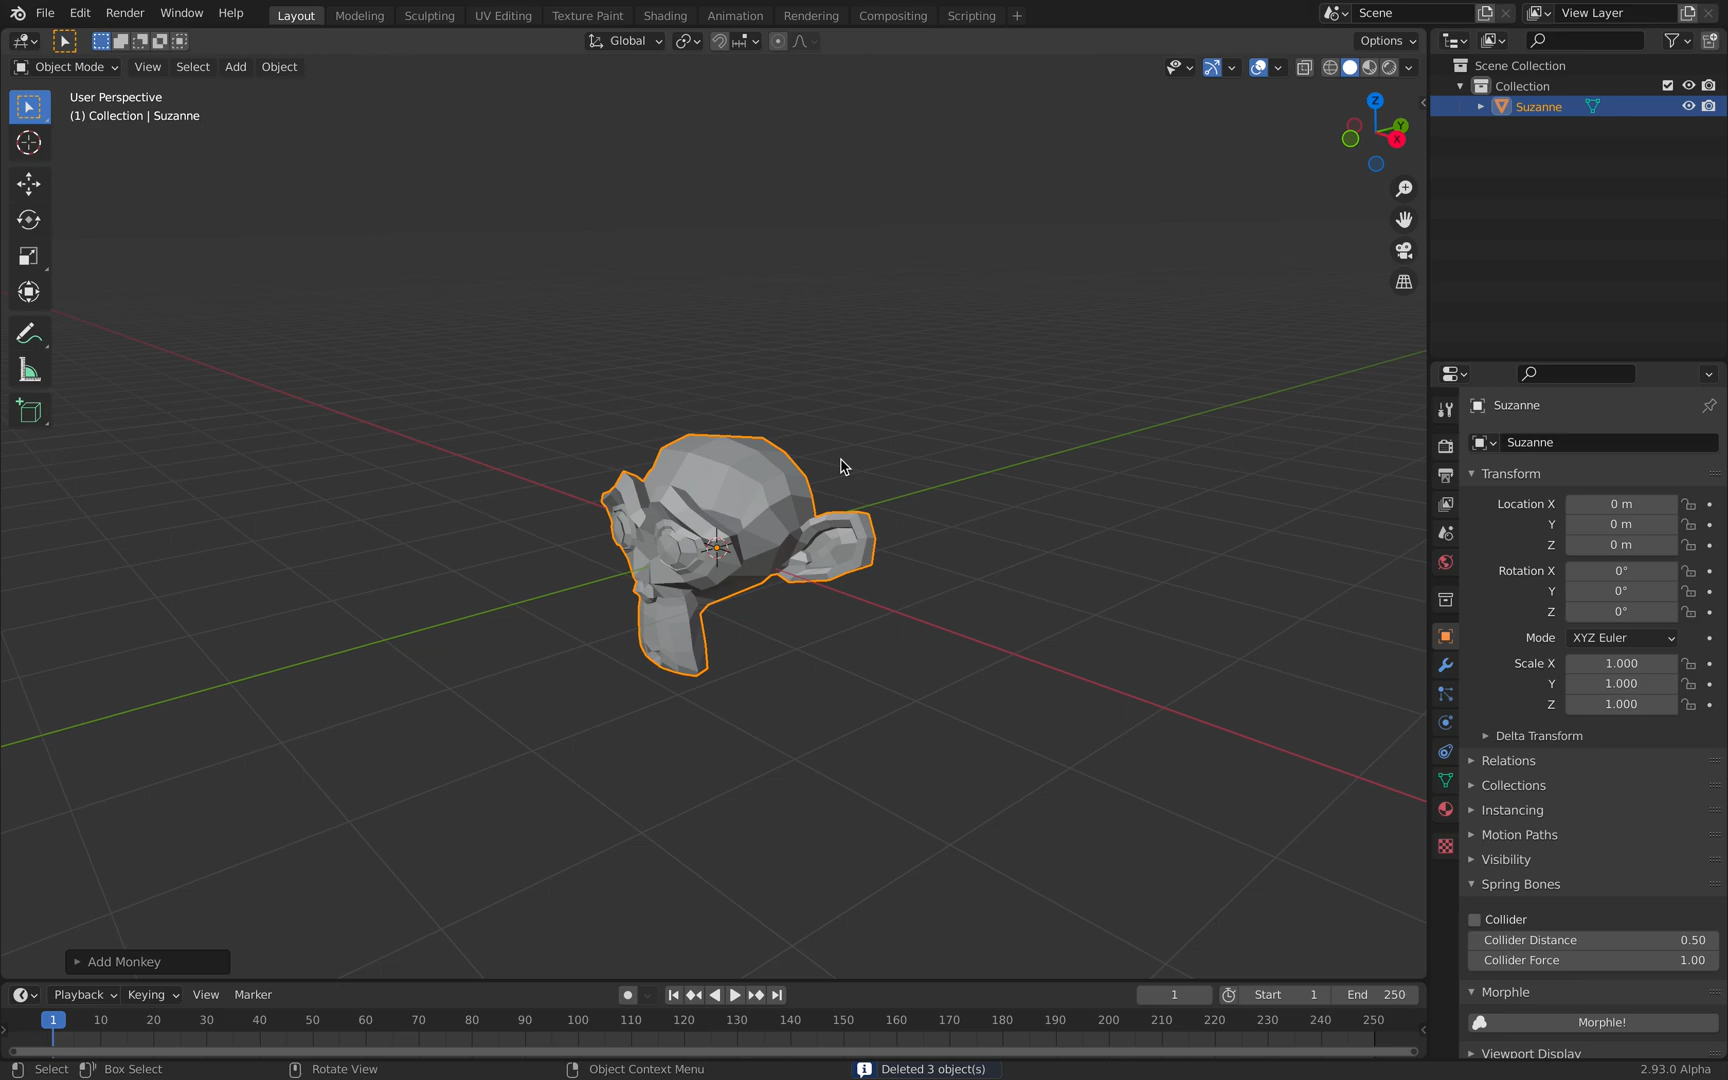 File Edit Render Window Help Layout Modeling Sculpting UV Editing Texture Paint Shading Animation Rendering Compositing Scripting + Scene View Layer
Global Options
Object Mode View Select Add Object
User Perspective
(1) Collection | Suzanne
Z
Y
X
Scene Collection
Collection
Suzanne
Suzanne
Suzanne
Transform
Location X 0 m
Y 0 m
Z 0 m
Rotation X 0°
Y 0°
Z 0°
Mode XYZ Euler
Scale X 1.000
Y 1.000
Z 1.000
Delta Transform
Relations
Collections
Instancing
Motion Paths
Visibility
Spring Bones
Collider
Collider Distance 0.50
Collider Force 1.00
Morphle
Morphle!
Viewport Display
Add Monkey
Playback Keying View Marker 1 Start 1 End 250
1 10 20 30 40 50 60 70 80 90 100 110 120 130 140 150 160 170 180 190 200 210 220 230 240 250
Select Box Select Rotate View Object Context Menu Deleted 3 object(s) 2.93.0 Alpha